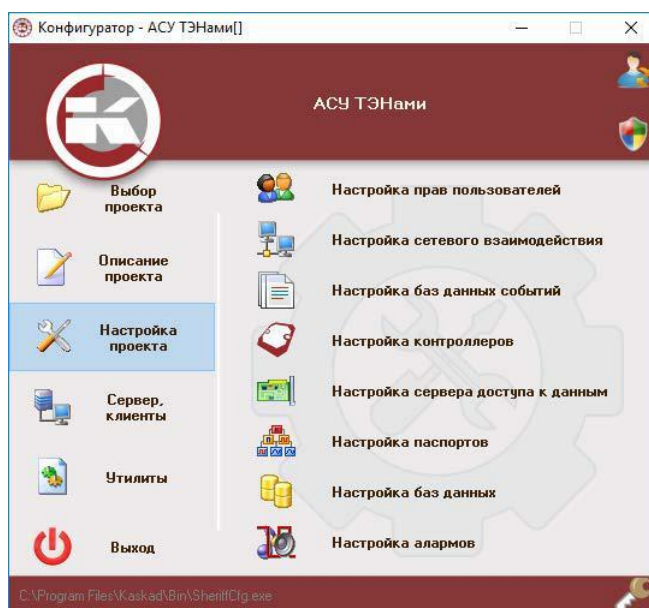 Конфигуратор - АСУ ТЭНами[]
АСУ ТЭНами
Выбор
проекта
Описание
проекта
Настройка
проекта
Сервер,
клиенты
Утилиты
Выход
Настройка прав пользователей
Настройка сетевого взаимодействия
Настройка баз данных событий
Настройка контроллеров
Настройка сервера доступа к данным
Настройка паспортов
Настройка баз данных
Настройка алармов
C:\Program Files\Kaskad\Bin\SheriffCfg.exe